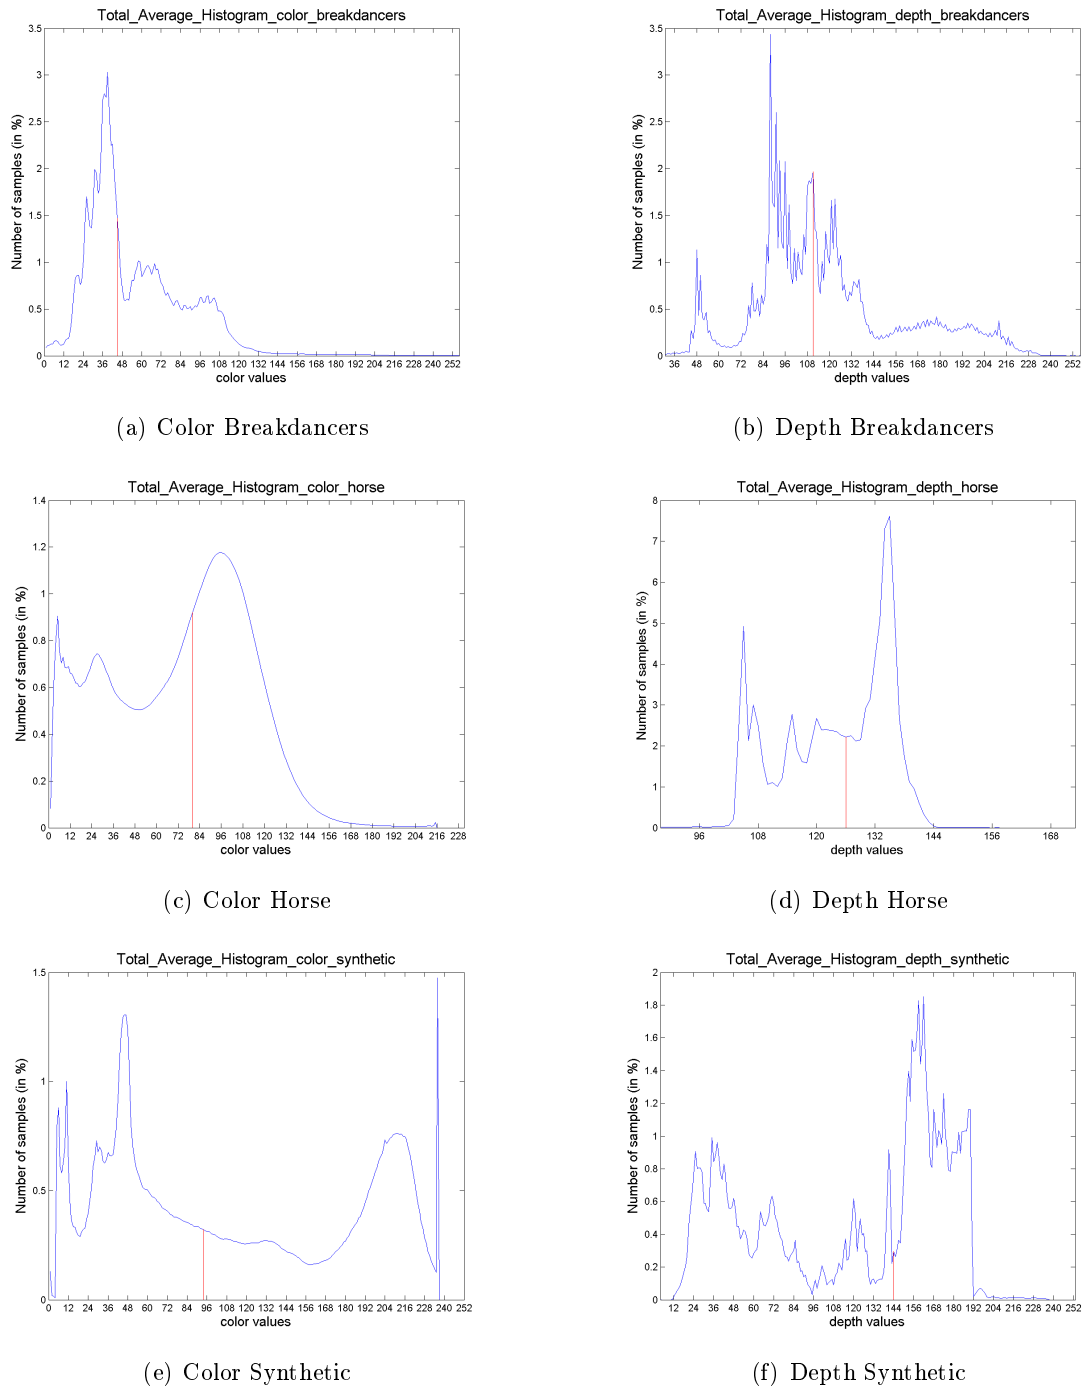 Total_Average_Histogram_color_breakdancers
Number of samples (in %)
3.5
3
2.5
2
1.5
1
0.5
0
0 12 24 36 48 60 72 84 96 108 120 132 144 156 168 180 192 204 216 228 240 252
color values
(a) Color Breakdancers
Total_Average_Histogram_depth_breakdancers
Number of samples (in %)
3.5
3
2.5
2
1.5
1
0.5
0
36 48 60 72 84 96 108 120 132 144 156 168 180 192 204 216 228 240 252
depth values
(b) Depth Breakdancers
Total_Average_Histogram_color_horse
Number of samples (in %)
1.4
1.2
1
0.8
0.6
0.4
0.2
0
0 12 24 36 48 60 72 84 96 108 120 132 144 156 168 180 192 204 216 228
color values
(c) Color Horse
Total_Average_Histogram_depth_horse
Number of samples (in %)
8
7
6
5
4
3
2
1
0
96 108 120 132 144 156 168
depth values
(d) Depth Horse
Total_Average_Histogram_color_synthetic
Number of samples (in %)
1.5
1
0.5
0
0 12 24 36 48 60 72 84 96 108 120 132 144 156 168 180 192 204 216 228 240 252
color values
(e) Color Synthetic
Total_Average_Histogram_depth_synthetic
Number of samples (in %)
2
1.8
1.6
1.4
1.2
1
0.8
0.6
0.4
0.2
0
12 24 36 48 60 72 84 96 108 120 132 144 156 168 180 192 204 216 228 240 252
depth values
(f) Depth Synthetic